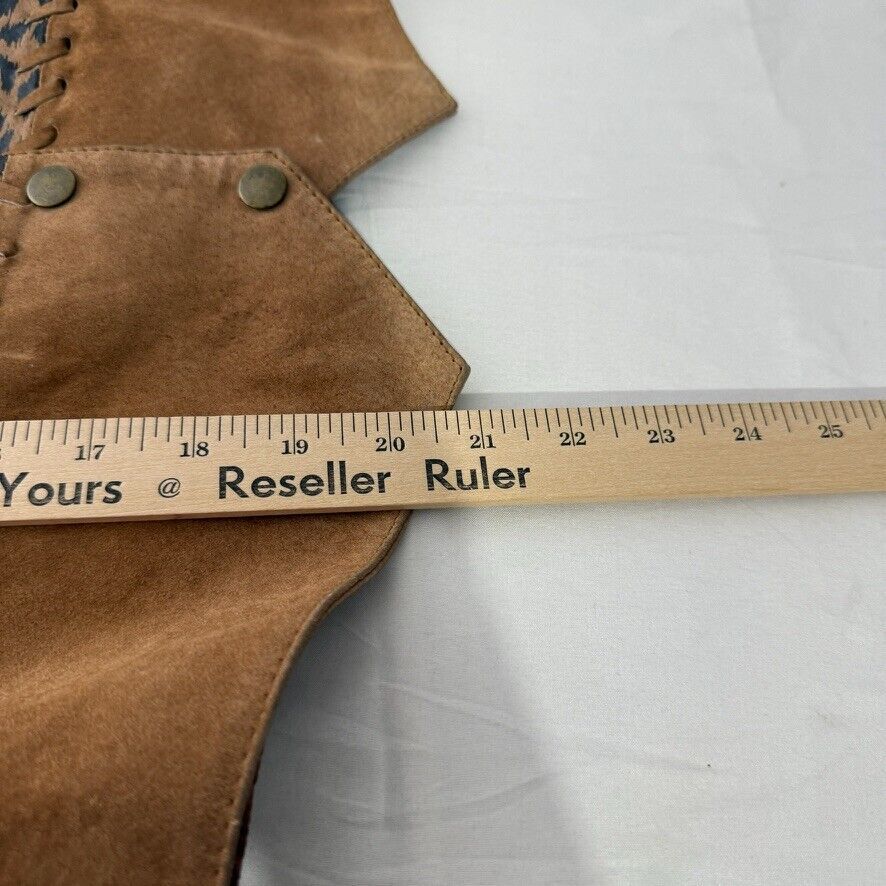 17 18 19 20 21 22 23 24 25
Yours @ Reseller Ruler